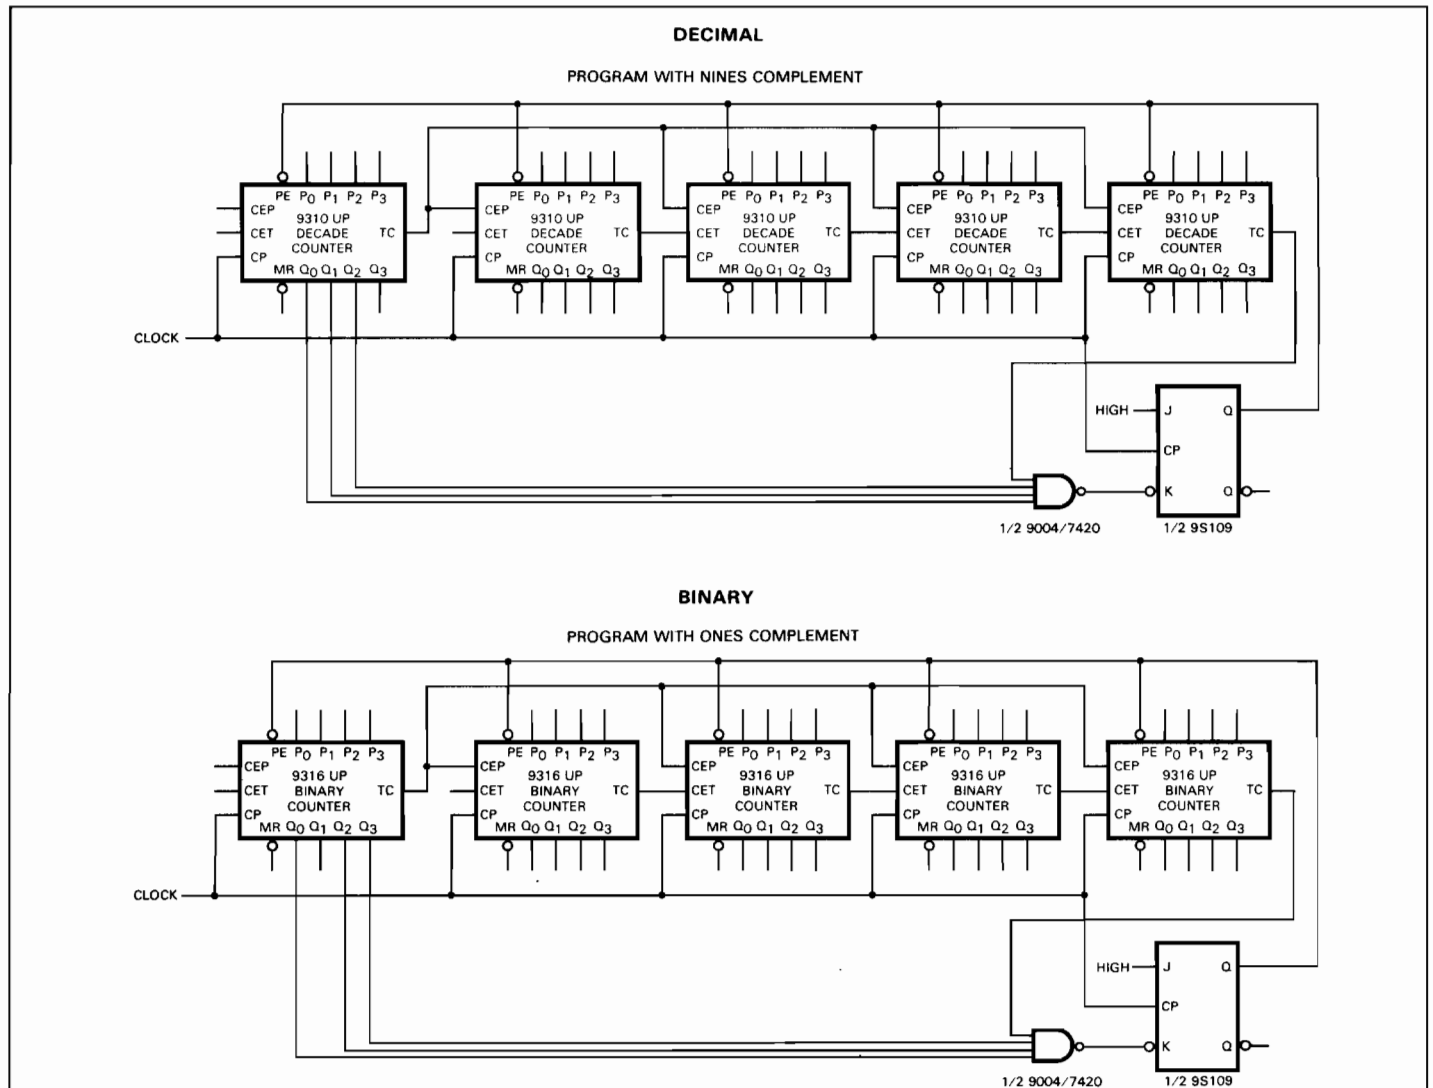 DECIMAL
PROGRAM WITH NINES COMPLEMENT
PE P0 P1 P2 P3
CEP
9310 UP
CET DECADE TC
COUNTER
CP
MR Q0 Q1 Q2 Q3
PE P0 P1 P2 P3
CEP
9310 UP
CET DECADE TC
COUNTER
CP
MR Q0 Q1 Q2 Q3
PE P0 P1 P2 P3
CEP
9310 UP
CET DECADE TC
COUNTER
CP
MR Q0 Q1 Q2 Q3
PE P0 P1 P2 P3
CEP
9310 UP
CET DECADE TC
COUNTER
CP
MR Q0 Q1 Q2 Q3
PE P0 P1 P2 P3
CEP
9310 UP
CET DECADE TC
COUNTER
CP
MR Q0 Q1 Q2 Q3
CLOCK
HIGH J Q
CP
K Q
1/2 9004/7420
1/2 9S109
BINARY
PROGRAM WITH ONES COMPLEMENT
PE P0 P1 P2 P3
CEP
9316 UP
CET BINARY TC
COUNTER
CP
MR Q0 Q1 Q2 Q3
PE P0 P1 P2 P3
CEP
9316 UP
CET BINARY TC
COUNTER
CP
MR Q0 Q1 Q2 Q3
PE P0 P1 P2 P3
CEP
9316 UP
CET BINARY TC
COUNTER
CP
MR Q0 Q1 Q2 Q3
PE P0 P1 P2 P3
CEP
9316 UP
CET BINARY TC
COUNTER
CP
MR Q0 Q1 Q2 Q3
PE P0 P1 P2 P3
CEP
9316 UP
CET BINARY TC
COUNTER
CP
MR Q0 Q1 Q2 Q3
CLOCK
HIGH J Q
CP
K Q
1/2 9004/7420
1/2 9S109